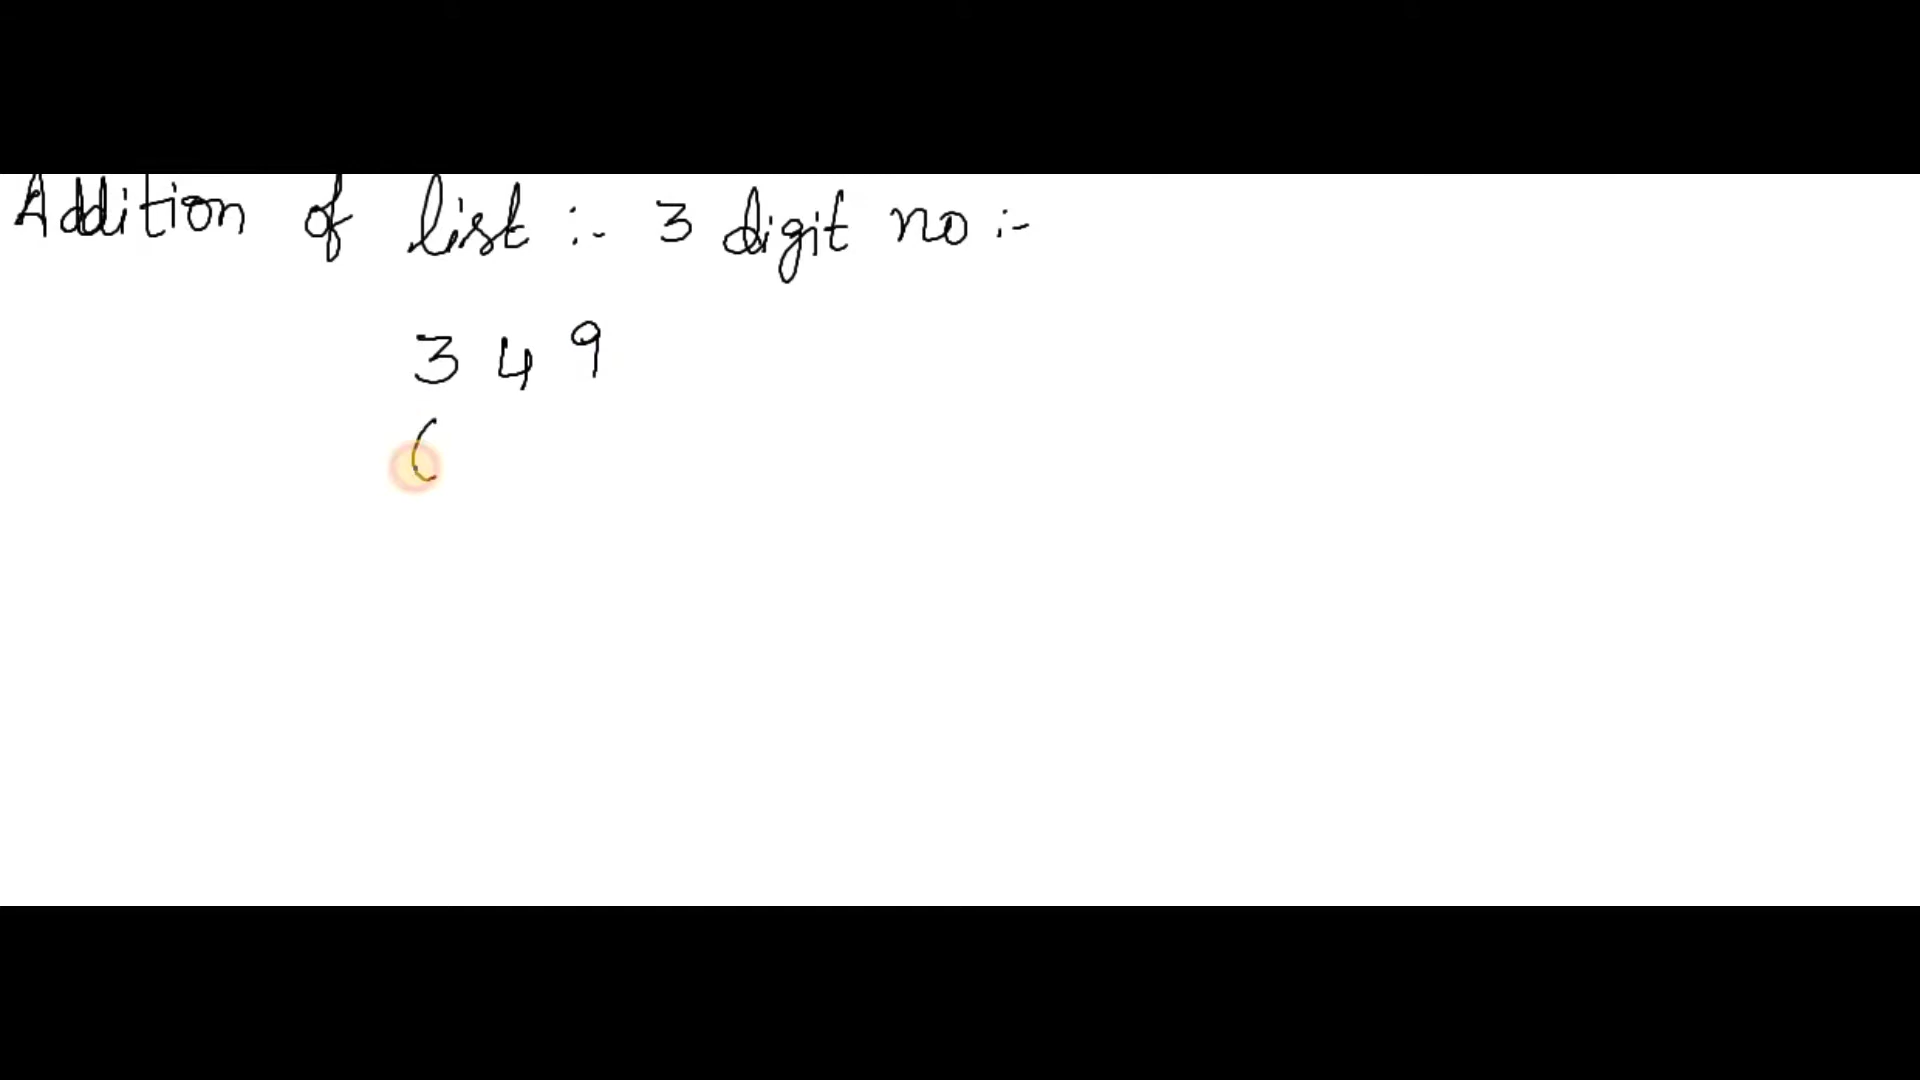 Addition of list :- 3 digit no :-
3 4 9